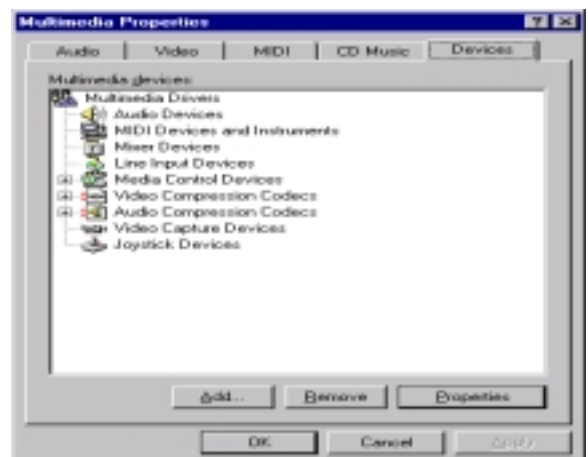 Multimedia Properties
Audio Video MIDI CD Music Devices
Multimedia devices:
Multimedia Drivers
Audio Devices
MIDI Devices and Instruments
Mixer Devices
Line Input Devices
Media Control Devices
Video Compression Codecs
Audio Compression Codecs
Video Capture Devices
Joystick Devices
Add... Remove Properties
OK Cancel Apply